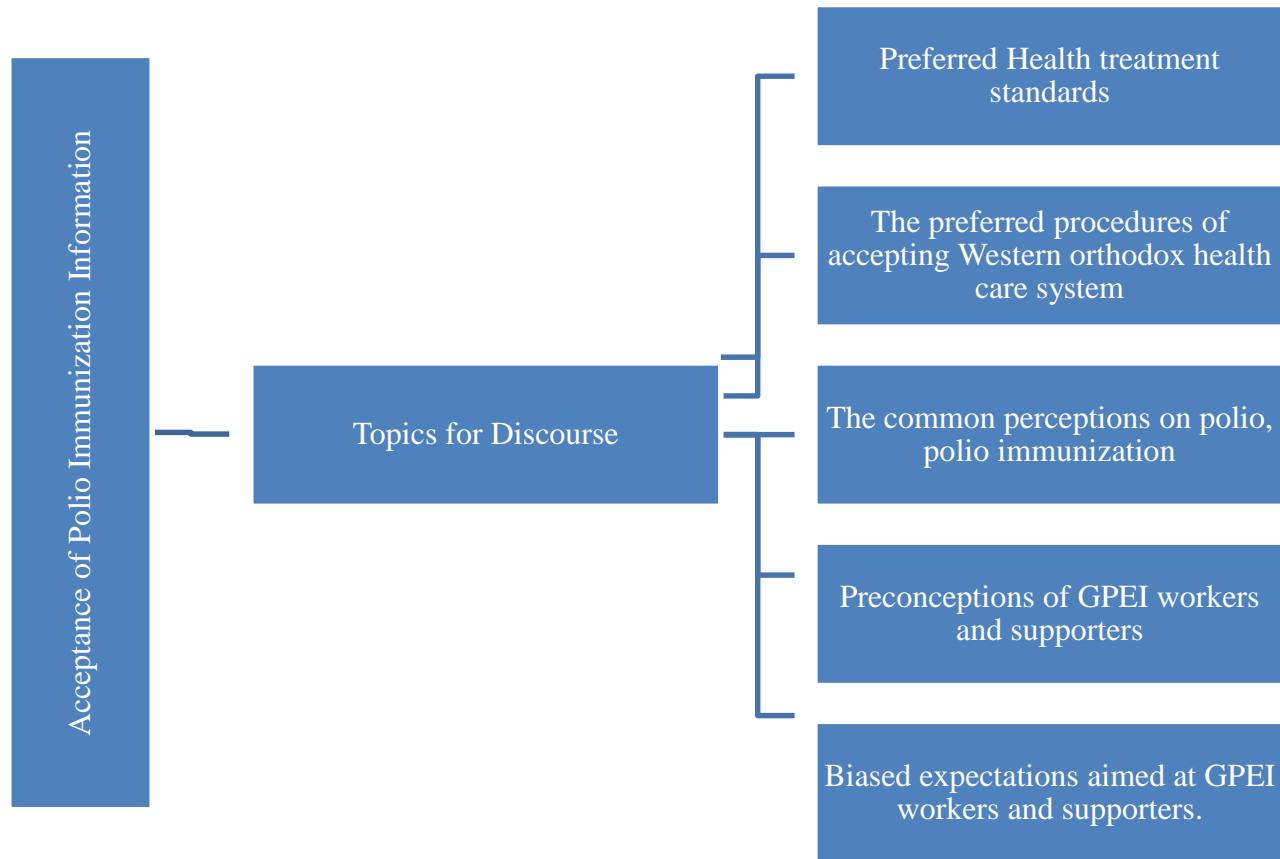 Acceptance of Polio Immunization Information
Topics for Discourse
Preferred Health treatment
standards
The preferred procedures of
accepting Western orthodox health
care system
The common perceptions on polio,
polio immunization
Preconceptions of GPEI workers
and supporters
Biased expectations aimed at GPEI
workers and supporters.